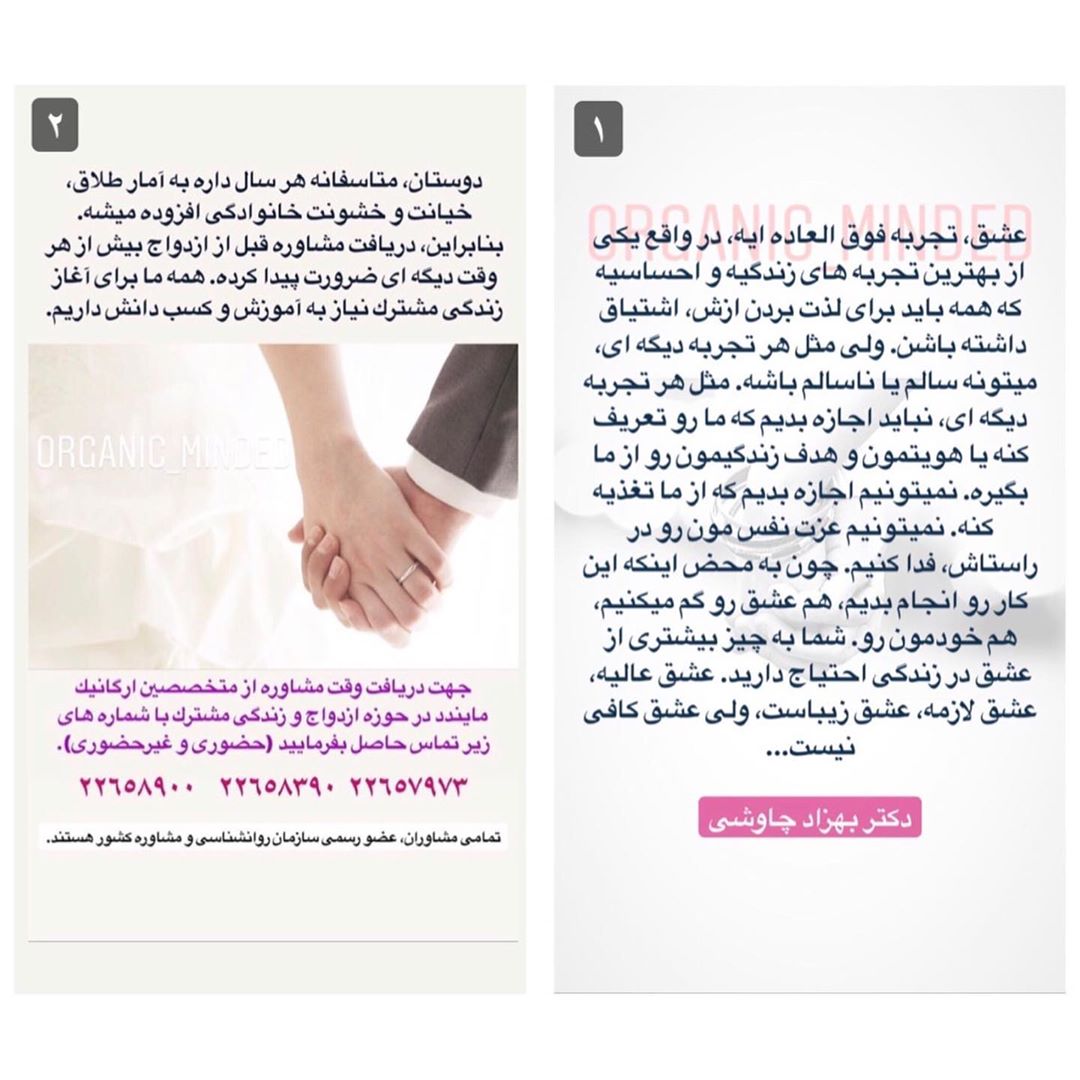 ۱
ORGANIC_MINDED
عشق، تجربه فوق العاده ایه، در واقع یکی
از بهترین تجربه های زندگیه و احساسیه
که همه باید برای لذت بردن ازش، اشتیاق
داشته باشن. ولی مثل هر تجربه دیگه ای،
میتونه سالم یا ناسالم باشه. مثل هر تجربه
دیگه ای، نباید اجازه بدیم که ما رو تعریف
کنه یا هویتمون و هدف زندگیمون رو از ما
بگیره. نمیتونیم اجازه بدیم که از ما تغذیه
کنه. نمیتونیم عزت نفس مون رو در
راستاش، فدا کنیم. چون به محض اینکه این
کار رو انجام بدیم، هم عشق رو گم میکنیم،
هم خودمون رو. شما به چیز بیشتری از
عشق در زندگی احتیاج دارید. عشق عالیه،
عشق لازمه، عشق زیباست، ولی عشق کافی
نیست...
دکتر بهزاد چاوشی
۲
دوستان، متاسفانه هر سال داره به آمار طلاق،
خیانت و خشونت خانوادگی افزوده میشه.
بنابراین، دریافت مشاوره قبل از ازدواج بیش از هر
وقت دیگه ای ضرورت پیدا کرده. همه ما برای آغاز
زندگی مشترك نیاز به آموزش و کسب دانش داریم.
ORGANIC_MINDED
جهت دریافت وقت مشاوره از متخصصین ارگانیك
مایندد در حوزه ازدواج و زندگی مشترك با شماره های
زیر تماس حاصل بفرمایید (حضوری و غیرحضوری).
۲۲٦٥۸۹۰۰ ۲۲٦٥۸۳۹۰ ۲۲٦٥۷۹۷۳
تمامی مشاوران، عضو رسمی سازمان روانشناسی و مشاوره کشور هستند.